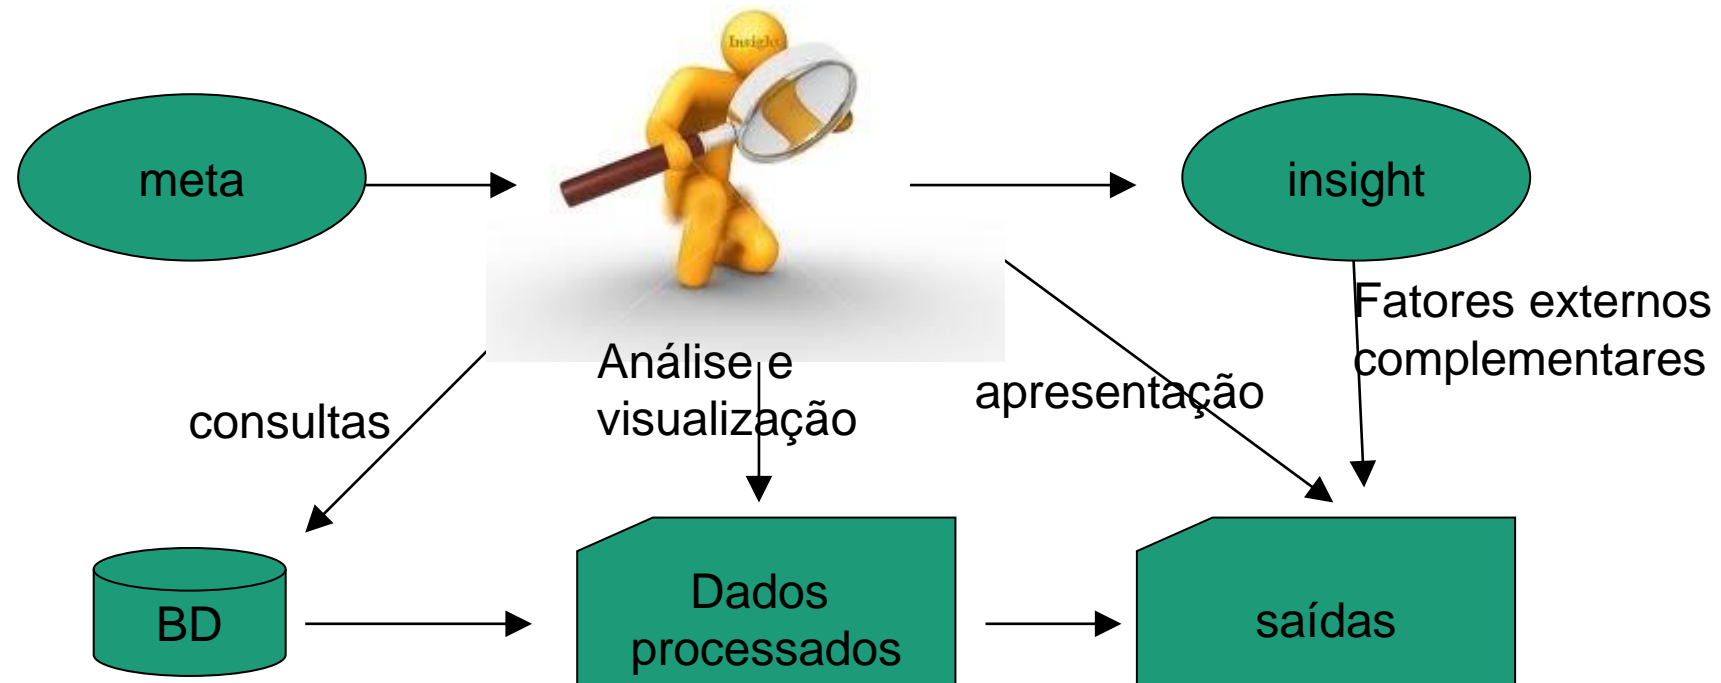 Insight
meta
insight
Fatores externos
complementares
Análise e
visualização
apresentação
consultas
BD
Dados
processados
saídas